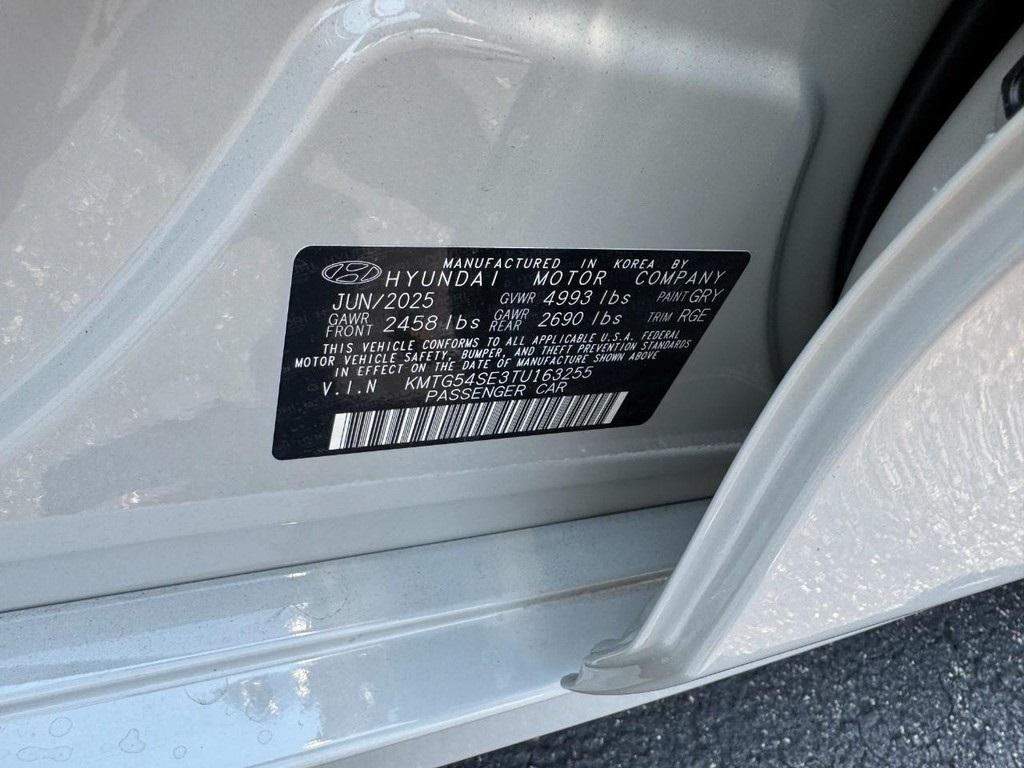 MANUFACTURED IN KOREA BY
HYUNDAI MOTOR COMPANY
JUN/2025 GVWR 4993 lbs PAINT GRY
GAWR FRONT 2458 lbs GAWR REAR 2690 lbs TRIM RGE
THIS VEHICLE CONFORMS TO ALL APPLICABLE U.S.A. FEDERAL
MOTOR VEHICLE SAFETY, BUMPER, AND THEFT PREVENTION STANDARDS
IN EFFECT ON THE DATE OF MANUFACTURE SHOWN ABOVE
V.I.N KMTG54SE3TU163255
PASSENGER CAR